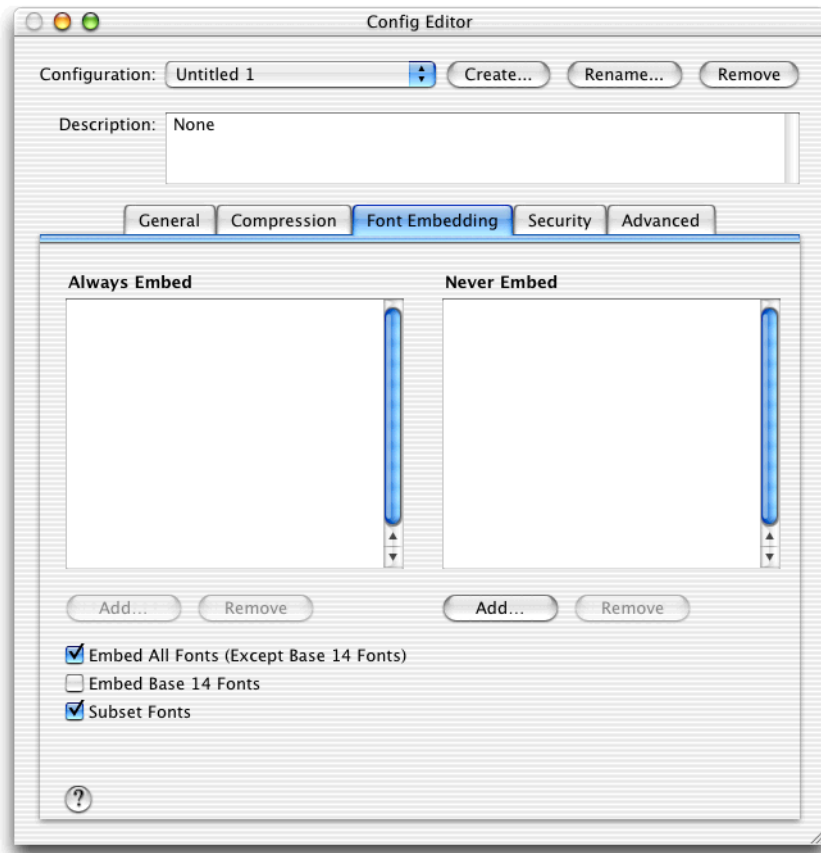 Config Editor
Configuration: Untitled 1 Create... Rename... Remove
Description: None
General Compression Font Embedding Security Advanced
Always Embed Never Embed
Add... Remove Add... Remove
Embed All Fonts (Except Base 14 Fonts)
Embed Base 14 Fonts
Subset Fonts
?